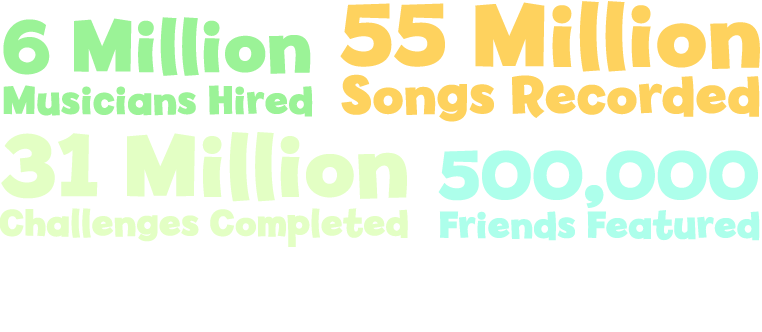 6 Million
Musicians Hired
55 Million
Songs Recorded
31 Million
Challenges Completed
500,000
Friends Featured